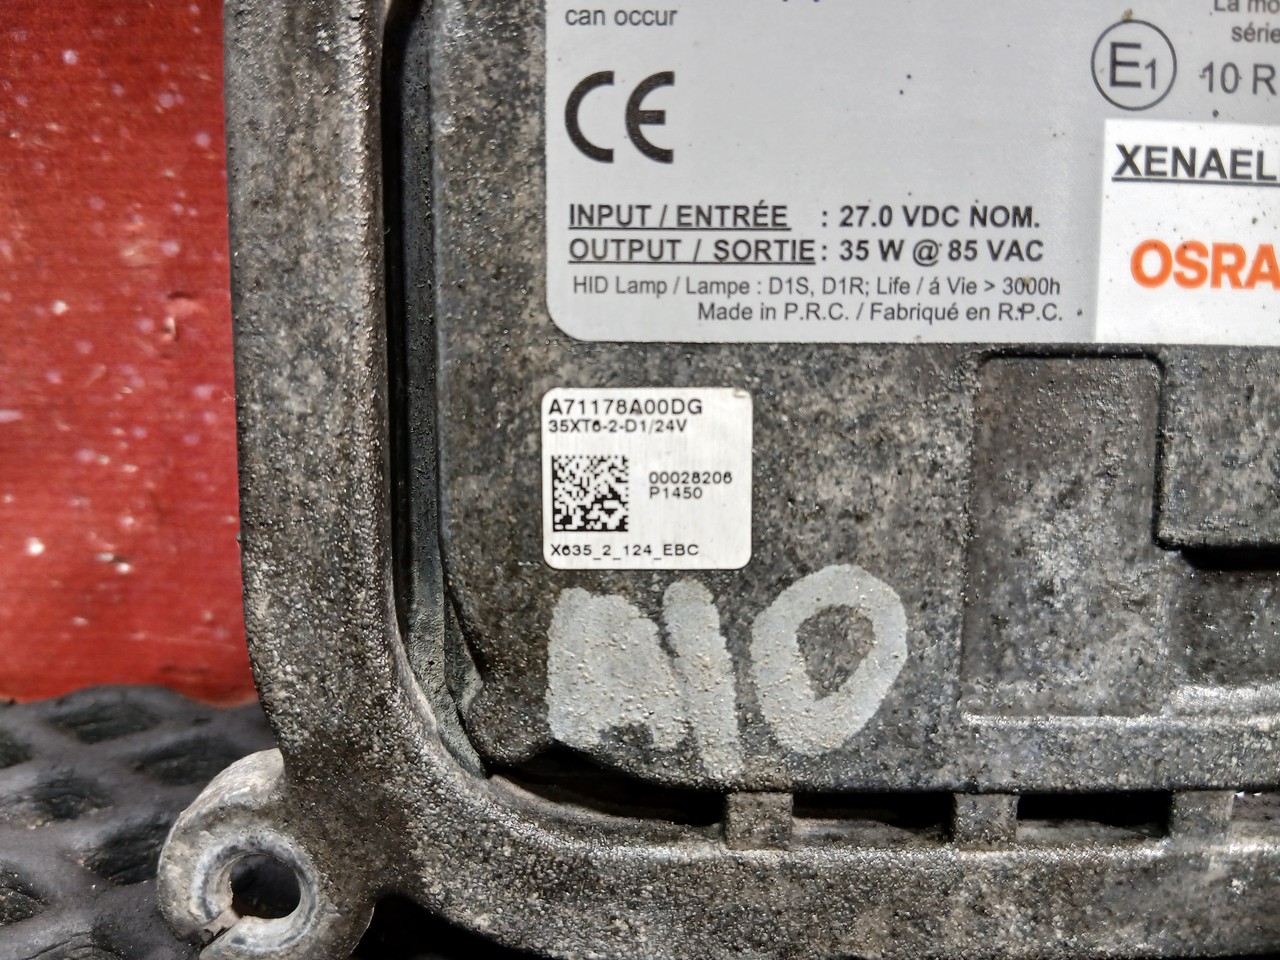 can occur
La mo
série
CE
E1
10 R
XENAEL
INPUT / ENTRÉE : 27.0 VDC NOM.
OUTPUT / SORTIE : 35 W @ 85 VAC
OSRA
HID Lamp / Lampe : D1S, D1R; Life / á Vie > 3000h
Made in P.R.C. / Fabriqué en R.P.C.
A71178A00DG
35XT6-2-D1/24V
00028206
P1450
X635_2_124_EBC